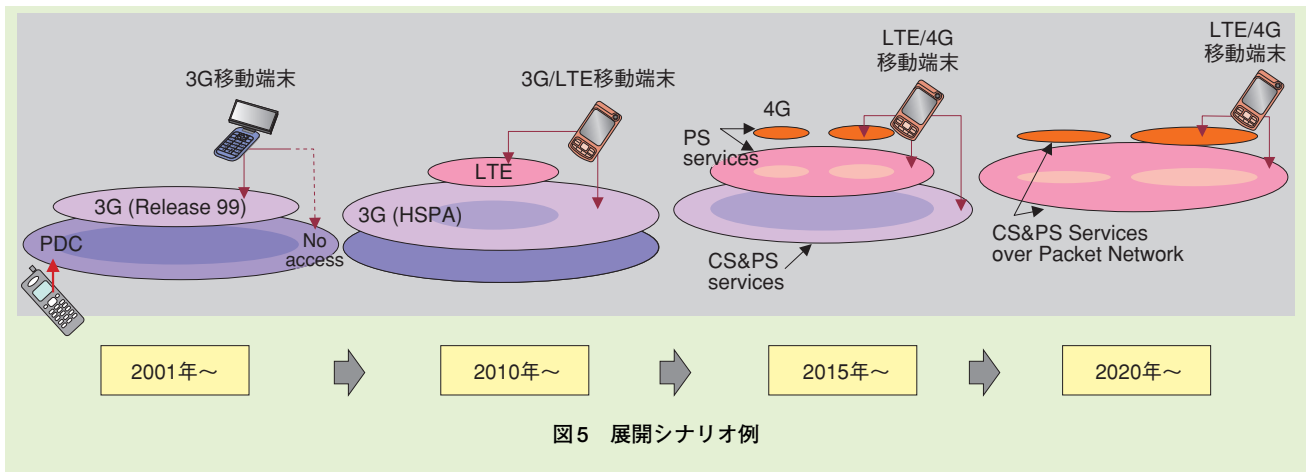 3G移動端末
3G (Release 99)
PDC
No
access
3G/LTE移動端末
LTE
3G (HSPA)
LTE/4G
移動端末
4G
PS
services
CS&PS
services
LTE/4G
移動端末
CS&PS Services
over Packet Network
2001年～
2010年～
2015年～
2020年～
図5 展開シナリオ例